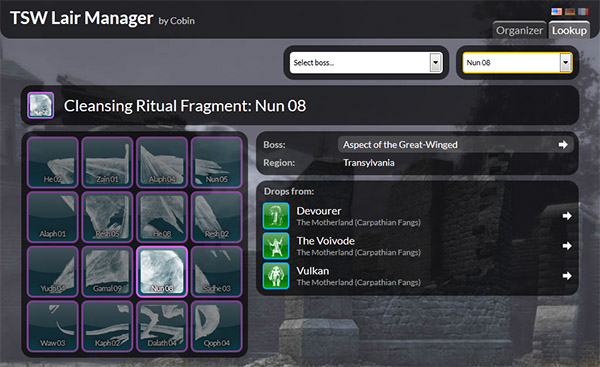 TSW Lair Manager by Cobin
Organizer Lookup
Select boss... Nun 08
Cleansing Ritual Fragment: Nun 08
He 02 Zain 01 Alaph 04 Nun 05
Alaph 01 Resh 05 He 08 Resh 02
Yudh 04 Gamal 09 Nun 08 Sadhe 03
Waw 03 Kaph 02 Dalath 04 Qoph 04
Boss: Aspect of the Great-Winged
Region: Transylvania
Drops from:
Devourer
The Motherland (Carpathian Fangs)
The Voivode
The Motherland (Carpathian Fangs)
Vulkan
The Motherland (Carpathian Fangs)